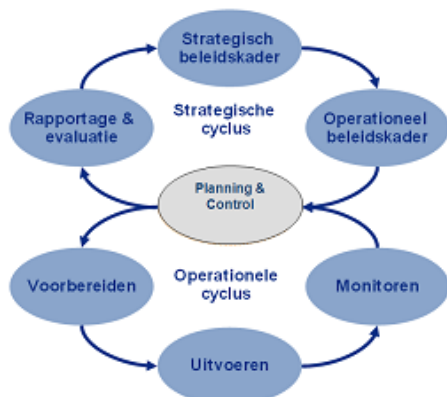 Strategisch
beleidskader
Rapportage &
evaluatie
Strategische
cyclus
Operationeel
beleidskader
Planning &
Control
Voorbereiden
Operationele
cyclus
Monitoren
Uitvoeren